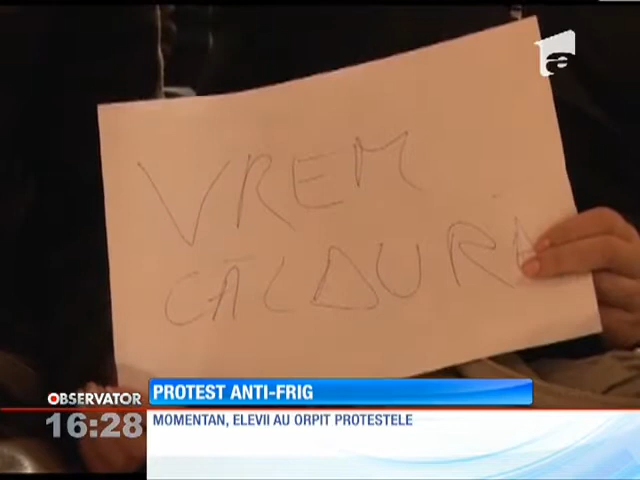 VREM
CĂLDURĂ
PROTEST ANTI-FRIG
OBSERVATOR
16:28
MOMENTAN, ELEVII AU ORPIT PROTESTELE